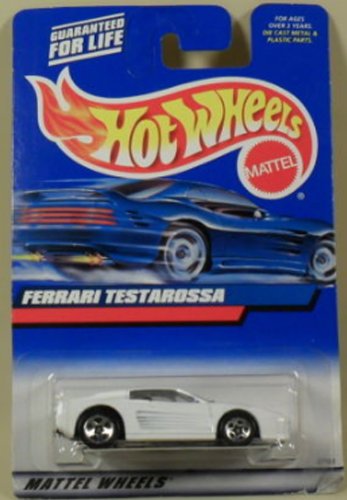 GUARANTEED
FOR LIFE
FOR AGES
OVER 3 YEARS.
DIE CAST METAL &
PLASTIC PARTS.
HOT WHEELS
MATTEL
®
FERRARI TESTAROSSA
MATTEL WHEELS